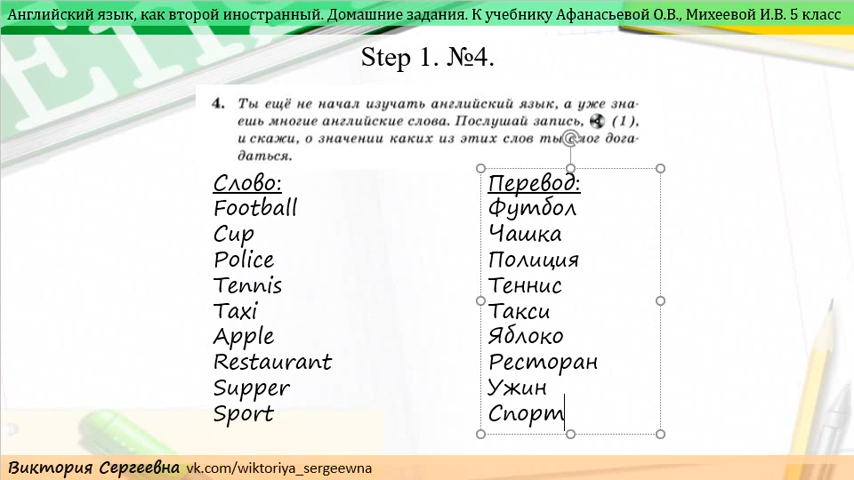 Английский язык, как второй иностранный. Домашние задания. К учебнику Афанасьевой О.В., Михеевой И.В. 5 класс
Step 1. №4.
4. Ты ещё не начал изучать английский язык, а уже зна-
ешь многие английские слова. Послушай запись, (1),
и скажи, о значении каких из этих слов ты смог дога-
даться.
Слово: Перевод:
Football Футбол
Cup Чашка
Police Полиция
Tennis Теннис
Taxi Такси
Apple Яблоко
Restaurant Ресторан
Supper Ужин
Sport Спорт
Виктория Сергеевна vk.com/wiktoriya_sergeewna